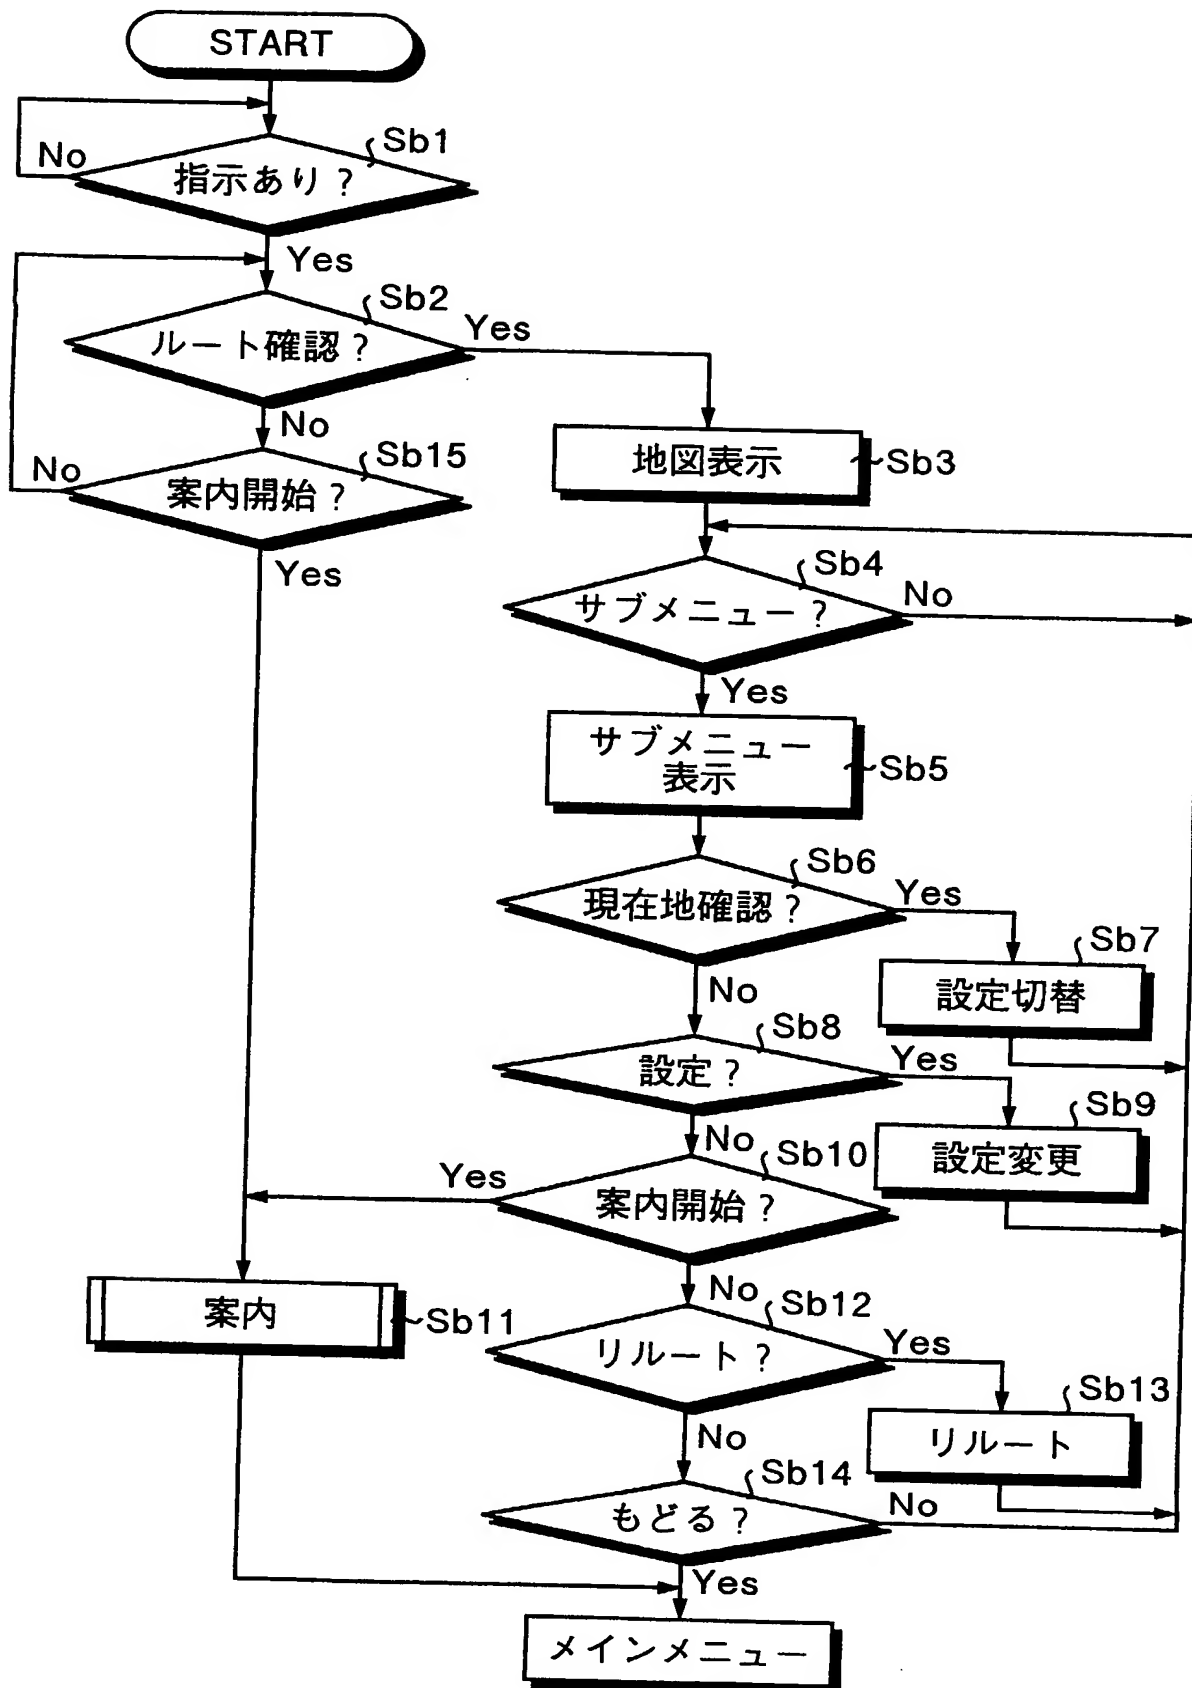 START
Sb1
No
指示あり？
Yes
Sb2
Yes
ルート確認？
No
Sb15
No
案内開始？
Yes
地図表示
Sb3
Sb4
サブメニュー？
No
Yes
サブメニュー
表示
Sb5
Sb6
現在地確認？
Yes
Sb7
設定切替
No
Sb8
設定？
Yes
Sb9
設定変更
No
Sb10
Yes
案内開始？
No
案内
Sb11
Sb12
リルート？
Yes
Sb13
リルート
No
Sb14
もどる？
No
Yes
メインメニュー